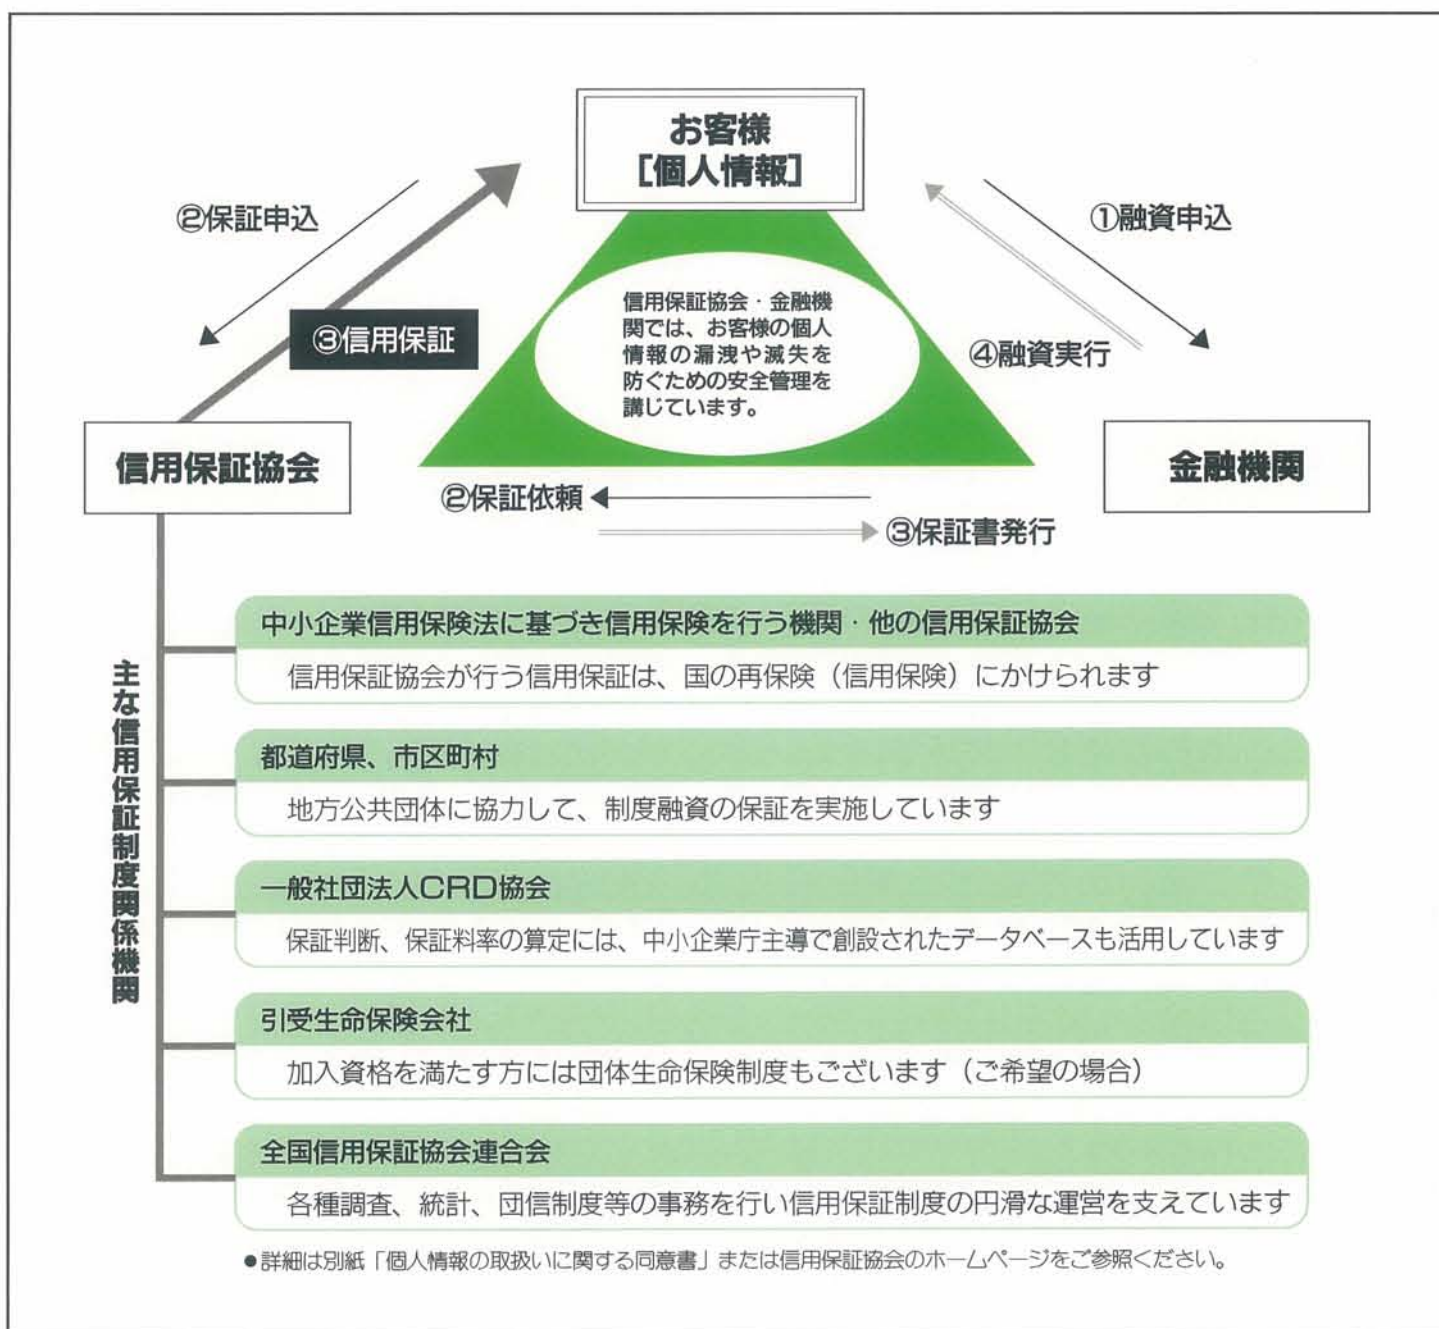 お客様
[個人情報]
②保証申込
①融資申込
③信用保証
信用保証協会・金融機
関では、お客様の個人
情報の漏洩や滅失を
防ぐための安全管理を
講じています。
④融資実行
信用保証協会
金融機関
②保証依頼
③保証書発行
主な信用保証制度関係機関
中小企業信用保険法に基づき信用保険を行う機関・他の信用保証協会
信用保証協会が行う信用保証は、国の再保険（信用保険）にかけられます
都道府県、市区町村
地方公共団体に協力して、制度融資の保証を実施しています
一般社団法人CRD協会
保証判断、保証料率の算定には、中小企業庁主導で創設されたデータベースも活用しています
引受生命保険会社
加入資格を満たす方には団体生命保険制度もございます（ご希望の場合）
全国信用保証協会連合会
各種調査、統計、団信制度等の事務を行い信用保証制度の円滑な運営を支えています
●詳細は別紙「個人情報の取扱いに関する同意書」または信用保証協会のホームページをご参照ください。